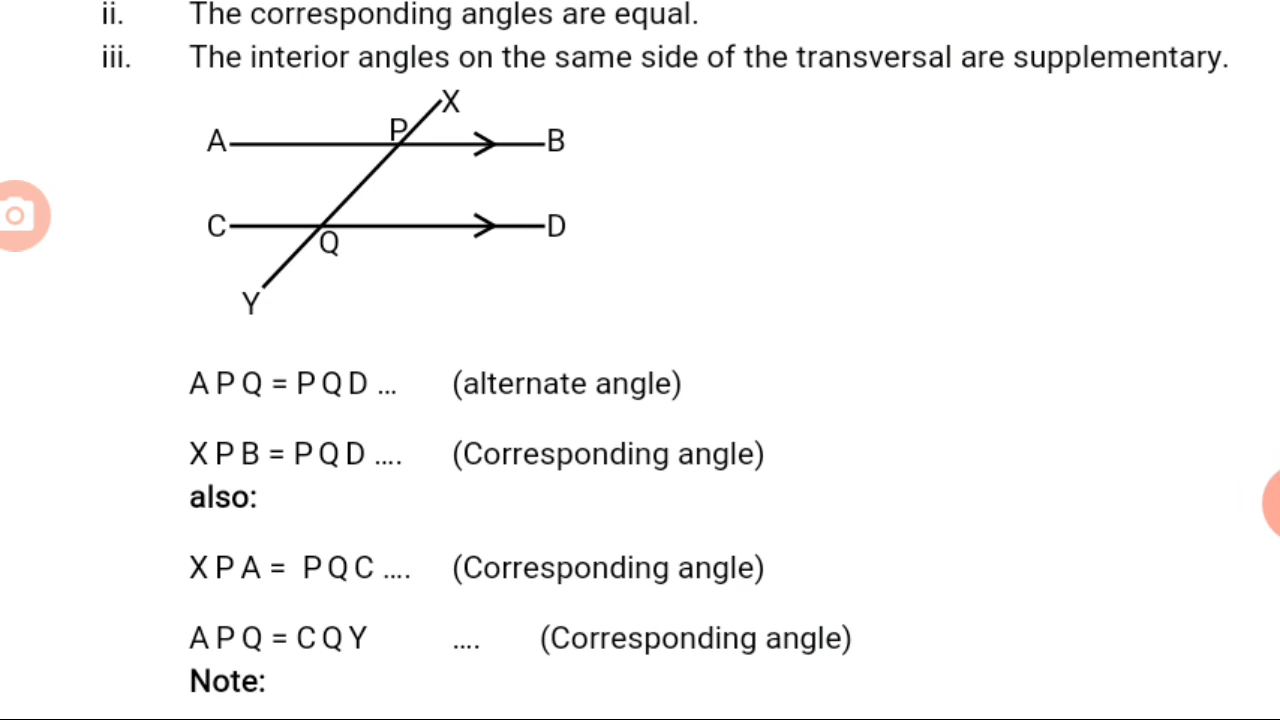 ii. The corresponding angles are equal.
iii. The interior angles on the same side of the transversal are supplementary.
X
P
A B
C D
Q
Y
A P Q = P Q D ... (alternate angle)
X P B = P Q D .... (Corresponding angle)
also:
X P A = P Q C .... (Corresponding angle)
A P Q = C Q Y .... (Corresponding angle)
Note: